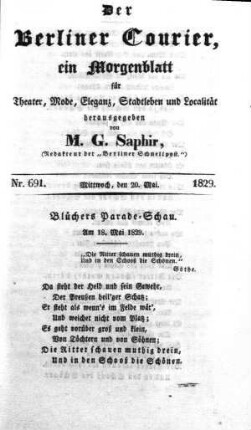 Der
Berliner Courier,
ein Morgenblatt
für
Theater, Mode, Eleganz, Stadtleben und Localität
herausgegeben
von
M. G. Saphir,
(Redakteur der „Berliner Schnellpost.")
Nr. 691. Mittwoch, den 20. Mai. 1829.
Blüchers Parade-Schau.
Am 18. Mai 1829.
„Die Ritter schauen muthig drein,
Und in den Schooß die Schönen."
Göthe.
Da steht der Held und sein Gewehr,
Der Preußen heil'ger Schatz;
Er steht als wenn's im Felde wär',
Und weichet nicht vom Platz;
Es geht vorüber groß und klein,
Von Töchtern und von Söhnen;
Die Ritter schauen muthig drein,
Und in den Schooß die Schönen.